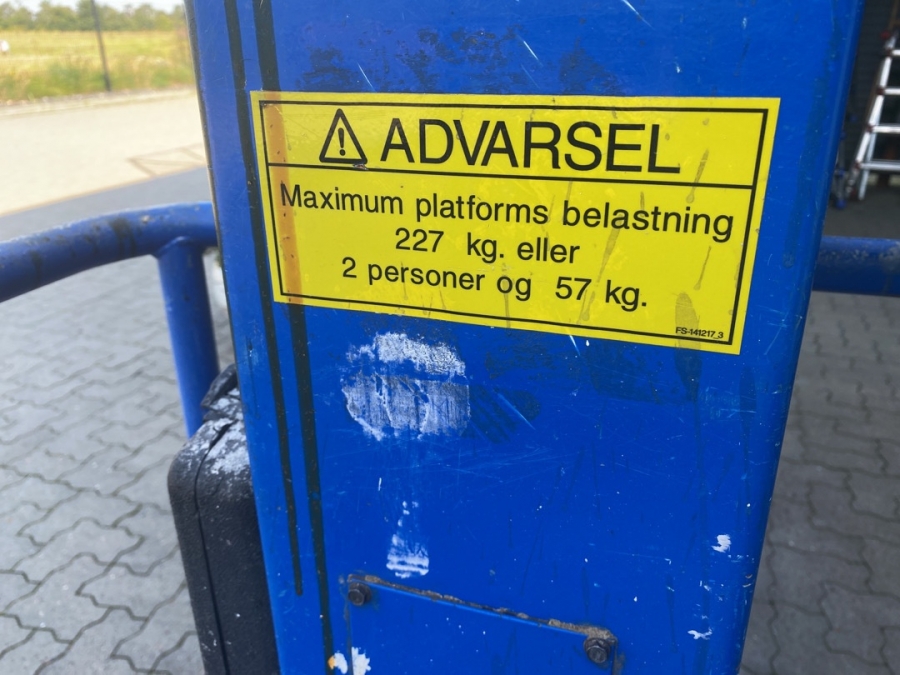 ADVARSEL
Maximum platforms belastning
227 kg. eller
2 personer og 57 kg.
FS-141217_3